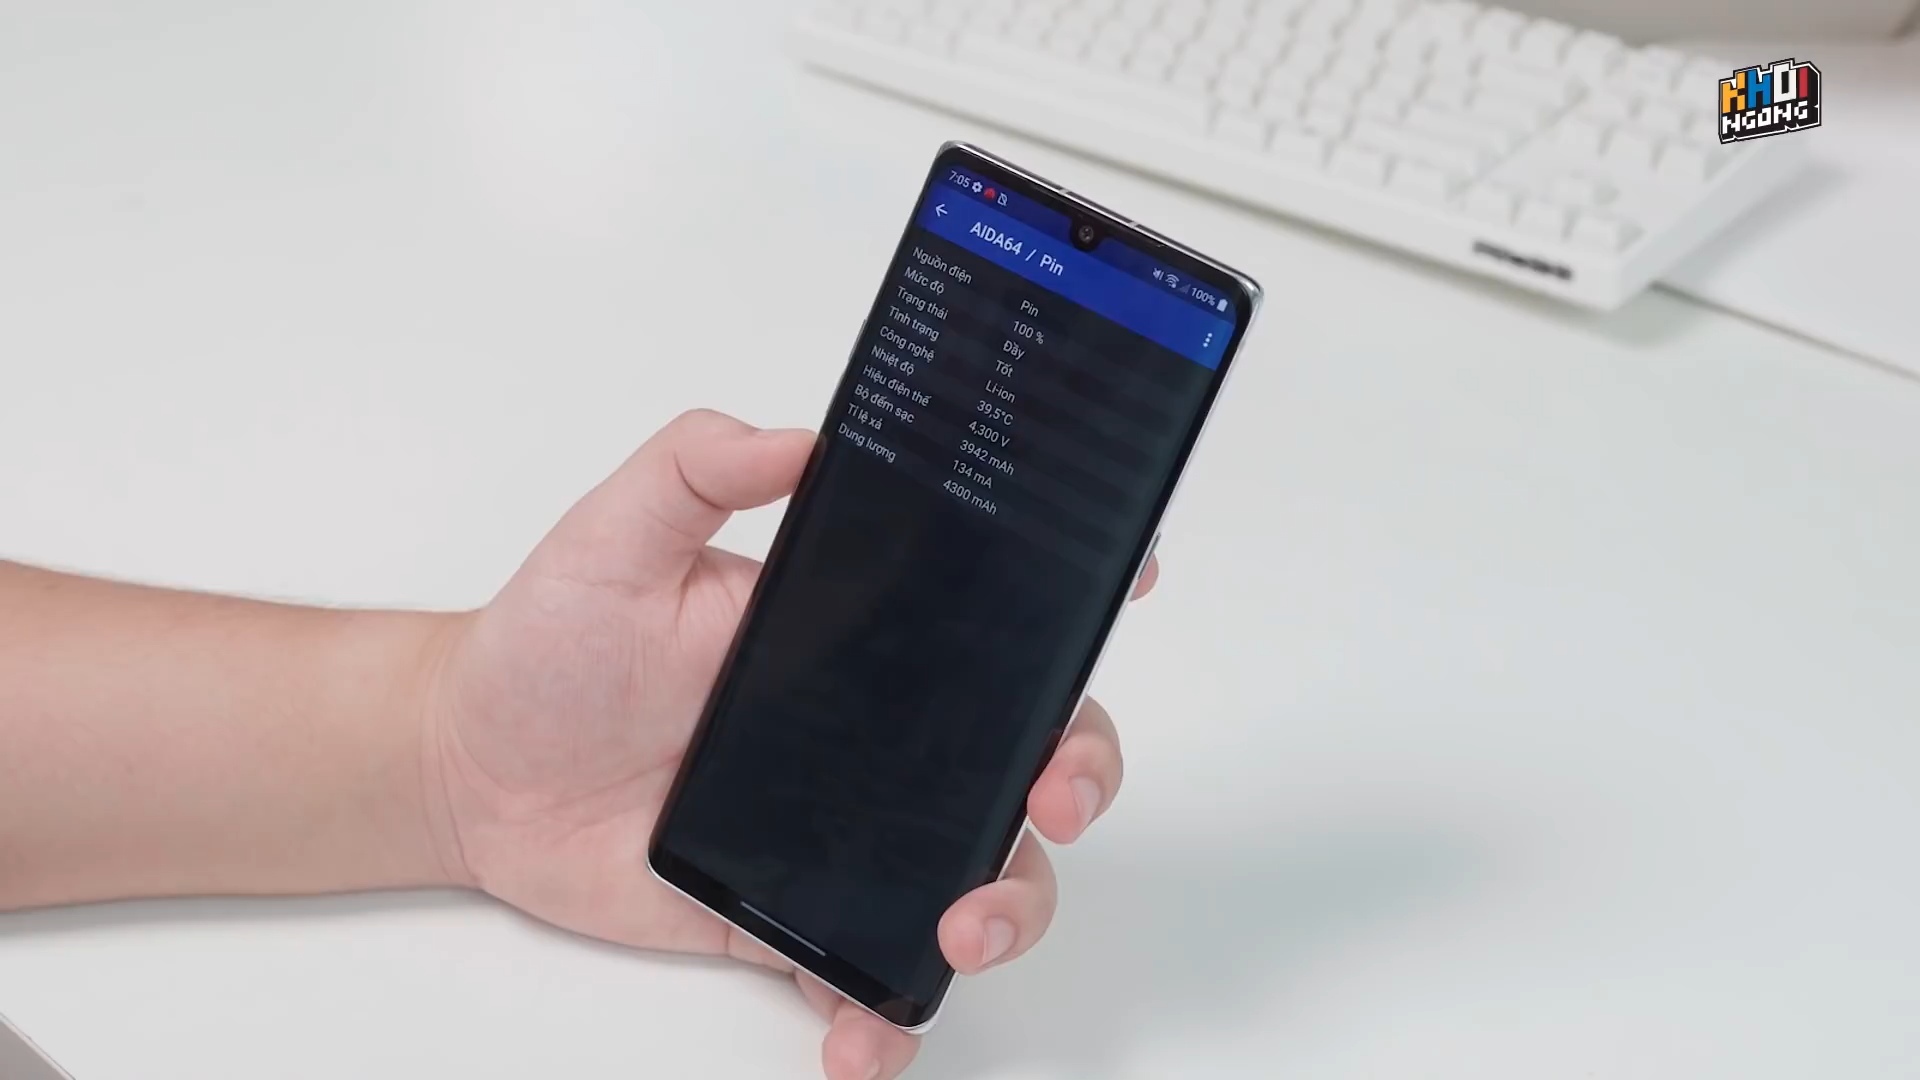 KHOI
NGONG
7:05
100%
AIDA64 / Pin
Nguồn điện Pin
Mức độ 100 %
Trạng thái Đầy
Tình trạng Tốt
Công nghệ Li-ion
Nhiệt độ 39,5°C
Hiệu điện thế 4,300 V
Bộ đếm sạc 3942 mAh
Tỉ lệ xả 134 mA
Dung lượng 4300 mAh